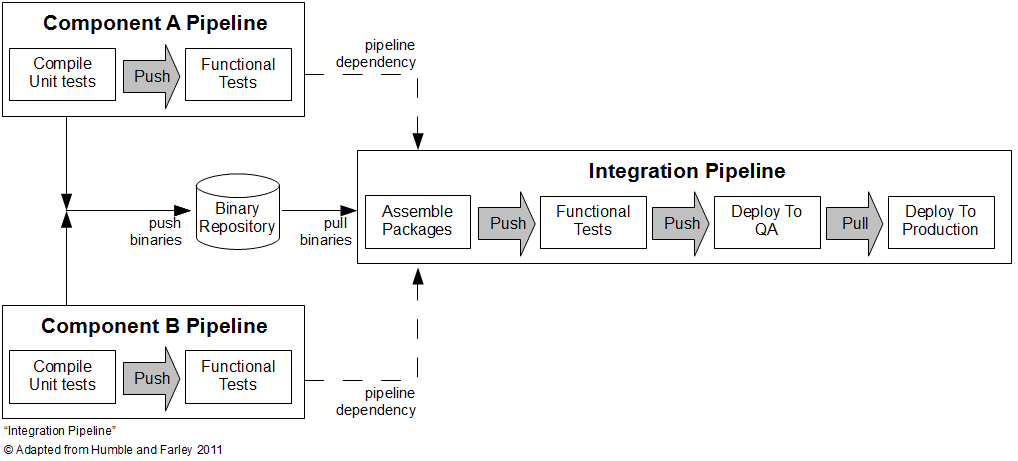 Component A Pipeline
Compile
Unit tests
Push
Functional
Tests
pipeline
dependency
Integration Pipeline
push
binaries
Binary
Repository
pull
binaries
Assemble
Packages
Push
Functional
Tests
Push
Deploy To
QA
Pull
Deploy To
Production
Component B Pipeline
Compile
Unit tests
Push
Functional
Tests
pipeline
dependency
“Integration Pipeline”
© Adapted from Humble and Farley 2011